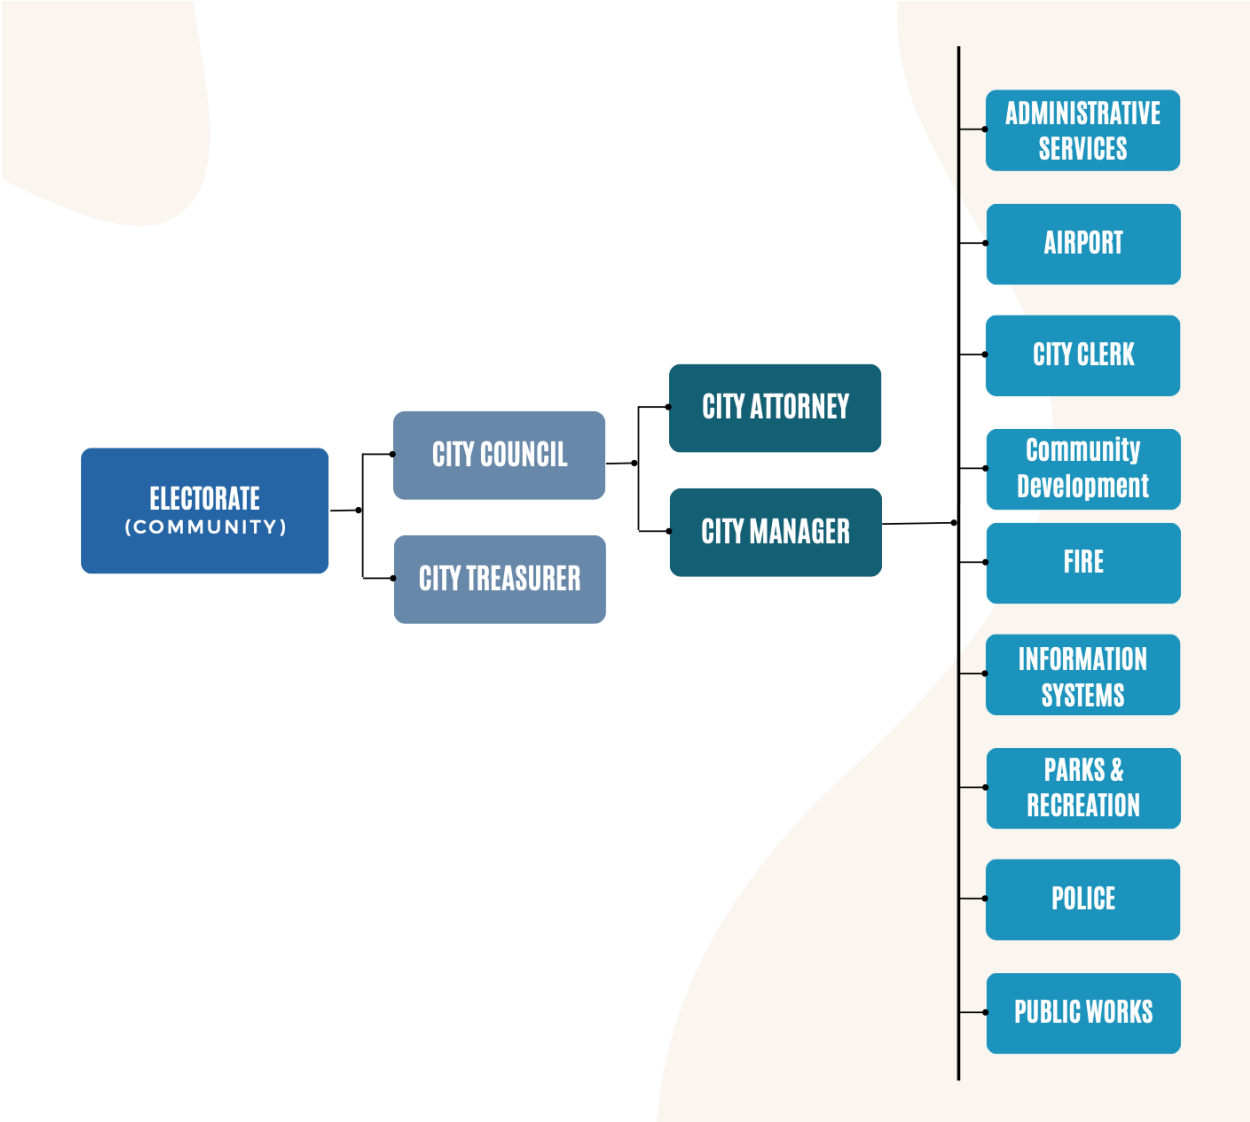 ELECTORATE
(COMMUNITY)
CITY COUNCIL
CITY TREASURER
CITY ATTORNEY
CITY MANAGER
ADMINISTRATIVE
SERVICES
AIRPORT
CITY CLERK
Community
Development
FIRE
INFORMATION
SYSTEMS
PARKS &
RECREATION
POLICE
PUBLIC WORKS